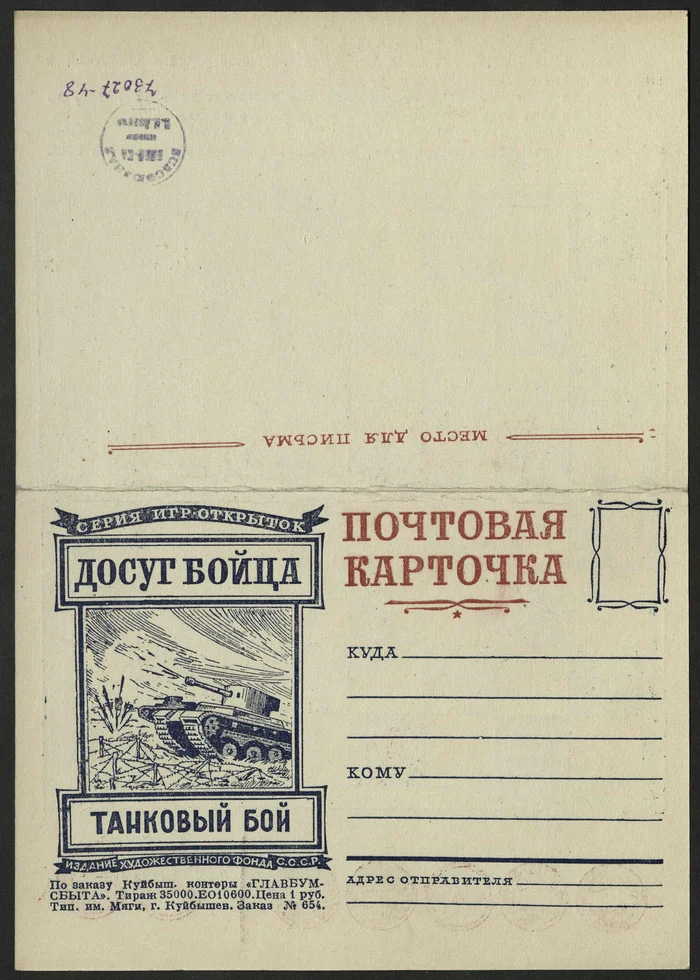 73027-48
МЕСТО ДЛЯ ПИСЬМА
СЕРИЯ ИГР-ОТКРЫТОК
ДОСУГ БОЙЦА
ТАНКОВЫЙ БОЙ
ИЗДАНИЕ ХУДОЖЕСТВЕННОГО ФОНДА С.С.С.Р.
По заказу Куйбыш. конторы «ГЛАВБУМ-
СБЫТА». Тираж 35000. ЕО10600. Цена 1 руб.
Тип. им. Мяги, г. Куйбышев. Заказ № 654.
ПОЧТОВАЯ
КАРТОЧКА
КУДА
КОМУ
АДРЕС ОТПРАВИТЕЛЯ